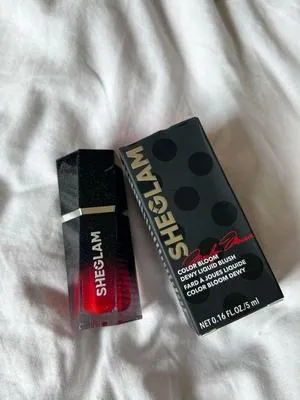 SHEGLAM
SHEGLAM
COLOR BLOOM
DEWY LIQUID BLUSH
FARD À JOUES LIQUIDE
COLOR BLOOM DEWY
NET 0.16 FL.OZ./5 ml